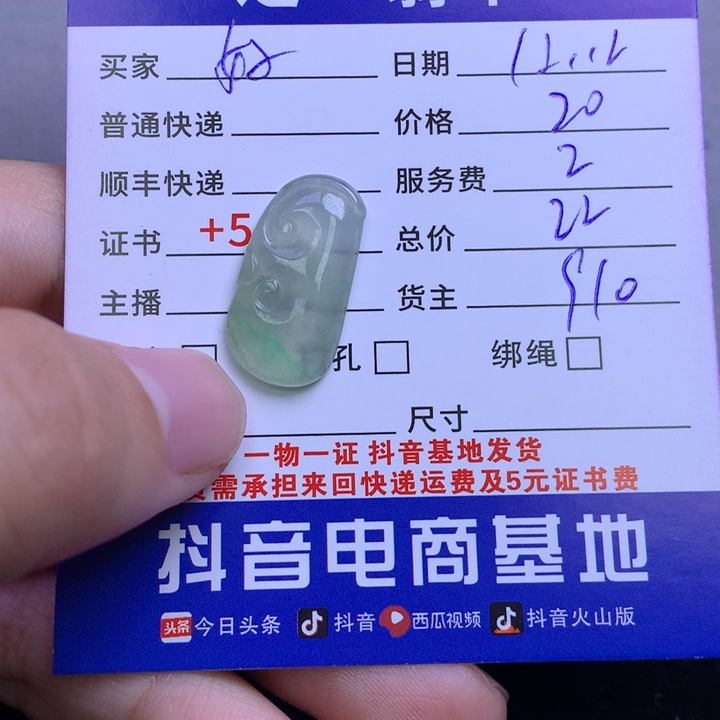 买家 日期 12.12
普通快递 价格 20
顺丰快递 服务费 2
证书 +5 总价 22
主播 货主 910
孔 绑绳
尺寸
一物一证 抖音基地发货
需承担来回快递运费及5元证书费
抖音电商基地
头条 今日头条 抖音 西瓜视频 抖音火山版